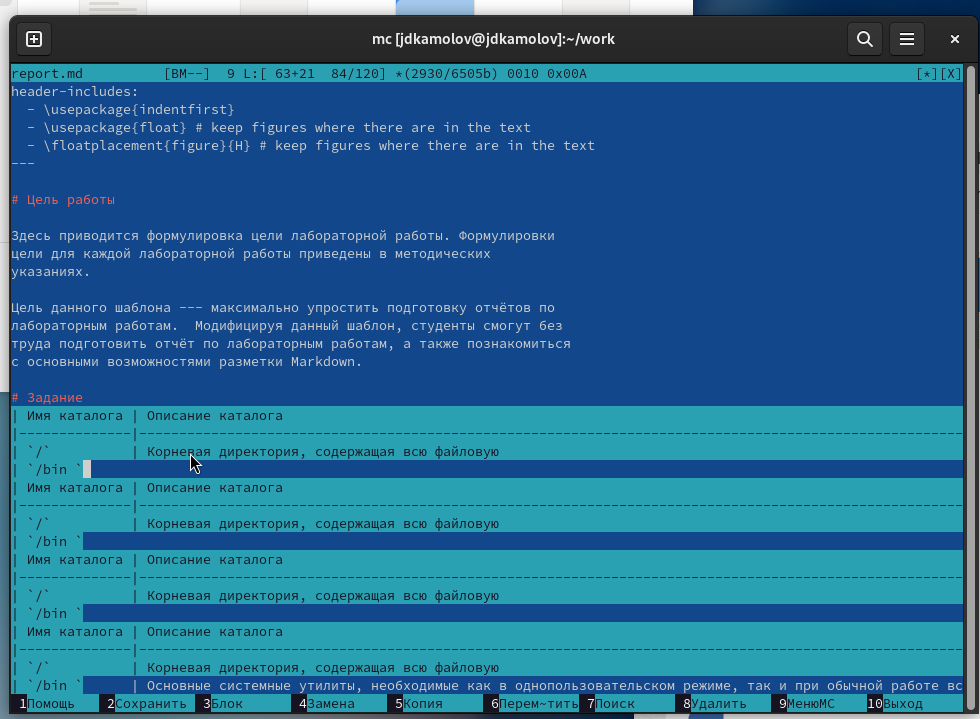 mc [jdkamolov@jdkamolov]:~/work
report.md          [BM--]  9 L:[ 63+21  84/120] *(2930/6505b) 0010 0x00A                                         [*][X]
header-includes:
  - \usepackage{indentfirst}
  - \usepackage{float} # keep figures where there are in the text
  - \floatplacement{figure}{H} # keep figures where there are in the text
---
# Цель работы
Здесь приводится формулировка цели лабораторной работы. Формулировки
цели для каждой лабораторной работы приведены в методических
указаниях.
Цель данного шаблона --- максимально упростить подготовку отчётов по
лабораторным работам.  Модифицируя данный шаблон, студенты смогут без
труда подготовить отчёт по лабораторным работам, а также познакомиться
с основными возможностями разметки Markdown.
# Задание
| Имя каталога | Описание каталога
|--------------|-------------------------------------------------------------------------------------------------------
| `/`          | Корневая директория, содержащая всю файловую
| `/bin `
| Имя каталога | Описание каталога
|--------------|-------------------------------------------------------------------------------------------------------
| `/`          | Корневая директория, содержащая всю файловую
| `/bin `
| Имя каталога | Описание каталога
|--------------|-------------------------------------------------------------------------------------------------------
| `/`          | Корневая директория, содержащая всю файловую
| `/bin `
| Имя каталога | Описание каталога
|--------------|-------------------------------------------------------------------------------------------------------
| `/`          | Корневая директория, содержащая всю файловую
| `/bin `      | Основные системные утилиты, необходимые как в однопользовательском режиме, так и при обычной работе вс
1Помощь 2Сохранить 3Блок 4Замена 5Копия 6Перем~тить 7Поиск 8Удалить 9МенюMC 10Выход